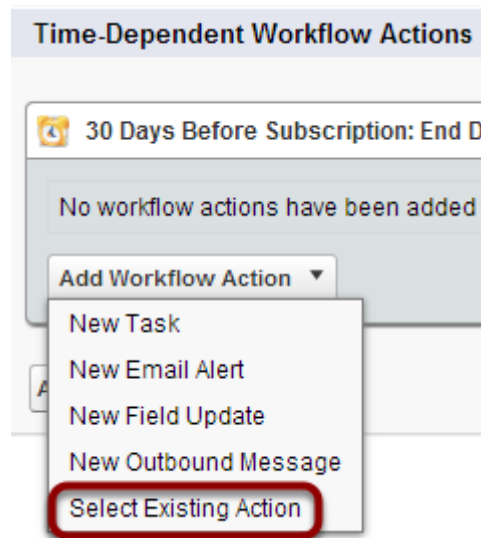 Time-Dependent Workflow Actions
30 Days Before Subscription: End D
No workflow actions have been added
Add Workflow Action
New Task
New Email Alert
New Field Update
New Outbound Message
Select Existing Action